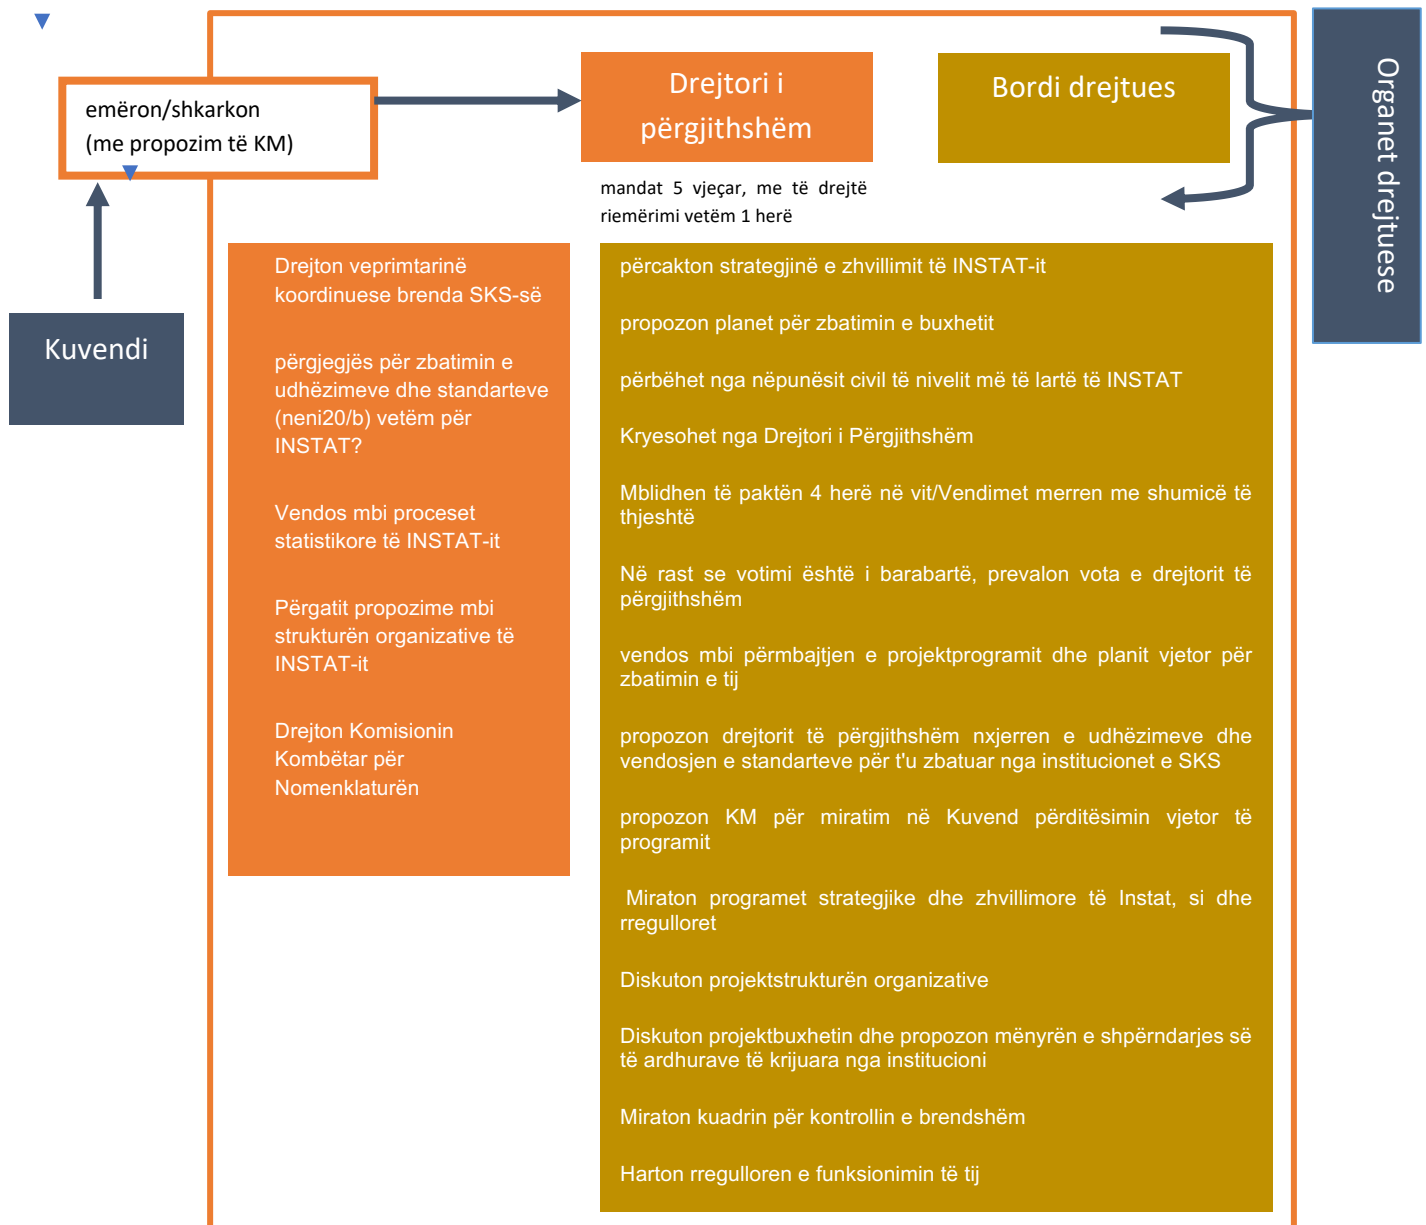 emëron/shkarkon
(me propozim të KM)
Drejtori i
përgjithshëm
Bordi drejtues
Organet drejtuese
mandat 5 vjeçar, me të drejtë
riemërimi vetëm 1 herë
Kuvendi
Drejton veprimtarinë
koordinuese brenda SKS-së
përgjegjës për zbatimin e
udhëzimeve dhe standarteve
(neni20/b) vetëm për
INSTAT?
Vendos mbi proceset
statistikore të INSTAT-it
Përgatit propozime mbi
strukturën organizative të
INSTAT-it
Drejton Komisionin
Kombëtar për
Nomenklaturën
përcakton strategjinë e zhvillimit të INSTAT-it
propozon planet për zbatimin e buxhetit
përbëhet nga nëpunësit civil të nivelit më të lartë të INSTAT
Kryesohet nga Drejtori i Përgjithshëm
Mblidhen të paktën 4 herë në vit/Vendimet merren me shumicë të
thjeshtë
Në rast se votimi është i barabartë, prevalon vota e drejtorit të
përgjithshëm
vendos mbi përmbajtjen e projektprogramit dhe planit vjetor për
zbatimin e tij
propozon drejtorit të përgjithshëm nxjerren e udhëzimeve dhe
vendosjen e standarteve për t'u zbatuar nga institucionet e SKS
propozon KM për miratim në Kuvend përditësimin vjetor të
programit
Miraton programet strategjike dhe zhvillimore të Instat, si dhe
rregulloret
Diskuton projektstrukturën organizative
Diskuton projektbuxhetin dhe propozon mënyrën e shpërndarjes së
të ardhurave të krijuara nga institucioni
Miraton kuadrin për kontrollin e brendshëm
Harton rregulloren e funksionimin të tij